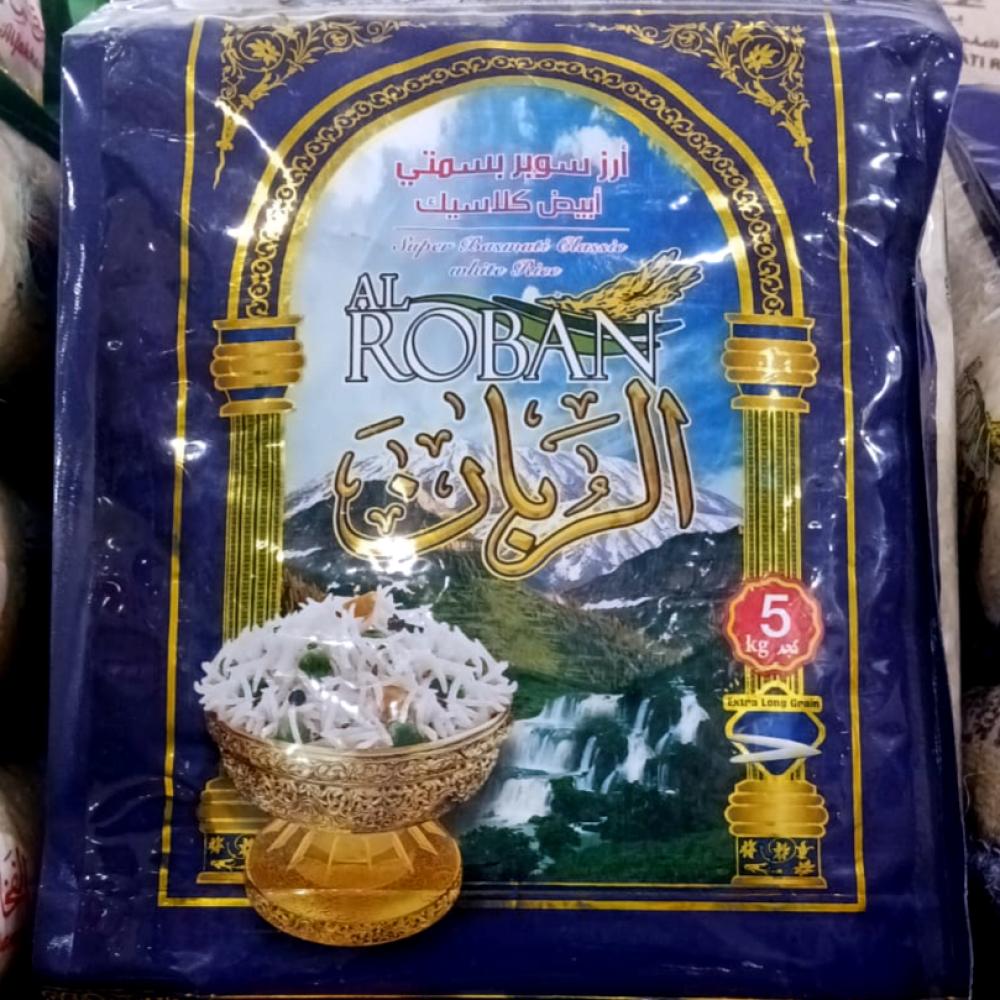 أرز سوبر بسمتي
أبيض كلاسيك
Super Basmati Classic
white Rice
AL
ROBAN
الربان
5
kg كجم
Extra Long Grain